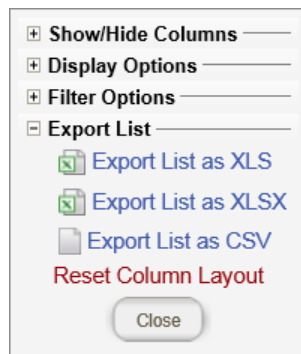 Show/Hide Columns
Display Options
Filter Options
Export List
Export List as XLS
Export List as XLSX
Export List as CSV
Reset Column Layout
Close